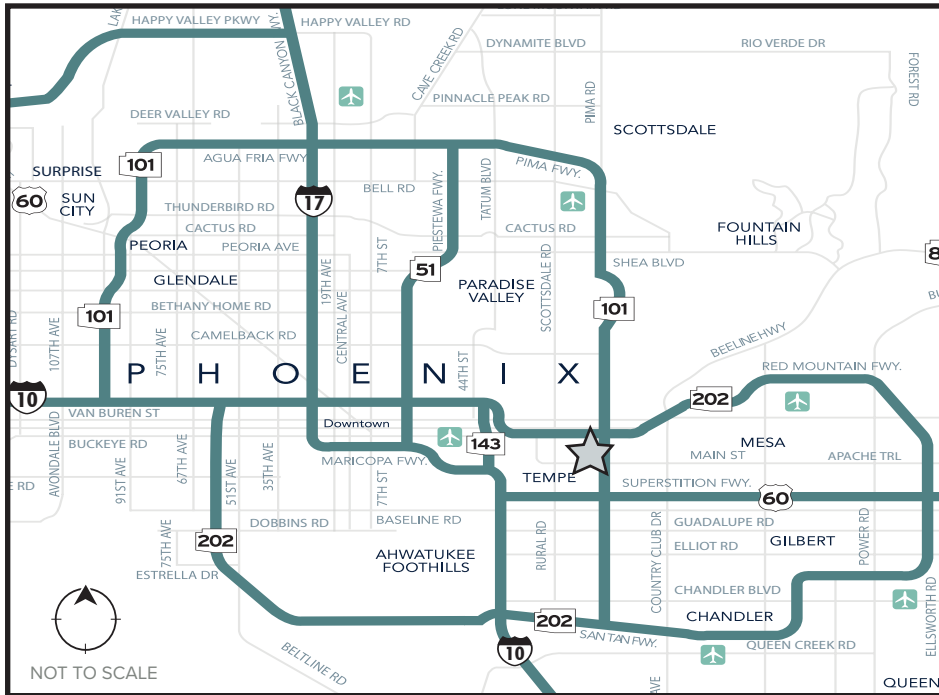 HAPPY VALLEY PKWY
HAPPY VALLEY RD
BLACK CANYON
CAVE CREEK RD
DYNAMITE BLVD
RIO VERDE DR
FOREST RD
PINNACLE PEAK RD
PIMA RD
DEER VALLEY RD
SCOTTSDALE
101
AGUA FRIA FWY.
PIMA FWY.
SURPRISE
60
SUN
CITY
17
BELL RD
PIESTEWA FWY.
TATUM BLVD
THUNDERBIRD RD
CACTUS RD
CACTUS RD
FOUNTAIN
HILLS
PEORIA
PEORIA AVE
7TH ST
SCOTTSDALE RD
SHEA BLVD
51
GLENDALE
19TH AVE
CENTRAL AVE
PARADISE
VALLEY
101
101
BETHANY HOME RD
CAMELBACK RD
DYSART RD
107TH AVE
75TH AVE
44TH ST
BEELINE HWY
PHOENIX
RED MOUNTAIN FWY.
10
202
VAN BUREN ST
Downtown
BUCKEYE RD
AVONDALE BLVD
91ST AVE
67TH AVE
51ST AVE
35TH AVE
MARICOPA FWY.
7TH ST
143
MESA
MAIN ST
APACHE TRL
TEMPE
SUPERSTITION FWY.
60
DOBBINS RD
BASELINE RD
GUADALUPE RD
75TH AVE
202
RURAL RD
COUNTRY CLUB DR
ELLIOT RD
GILBERT
POWER RD
AHWATUKEE
FOOTHILLS
ESTRELLA DR
CHANDLER BLVD
CHANDLER
202
SAN TAN FWY.
QUEEN CREEK RD
ELLSWORTH RD
10
BELTLINE RD
NOT TO SCALE
AVE
QUEEN